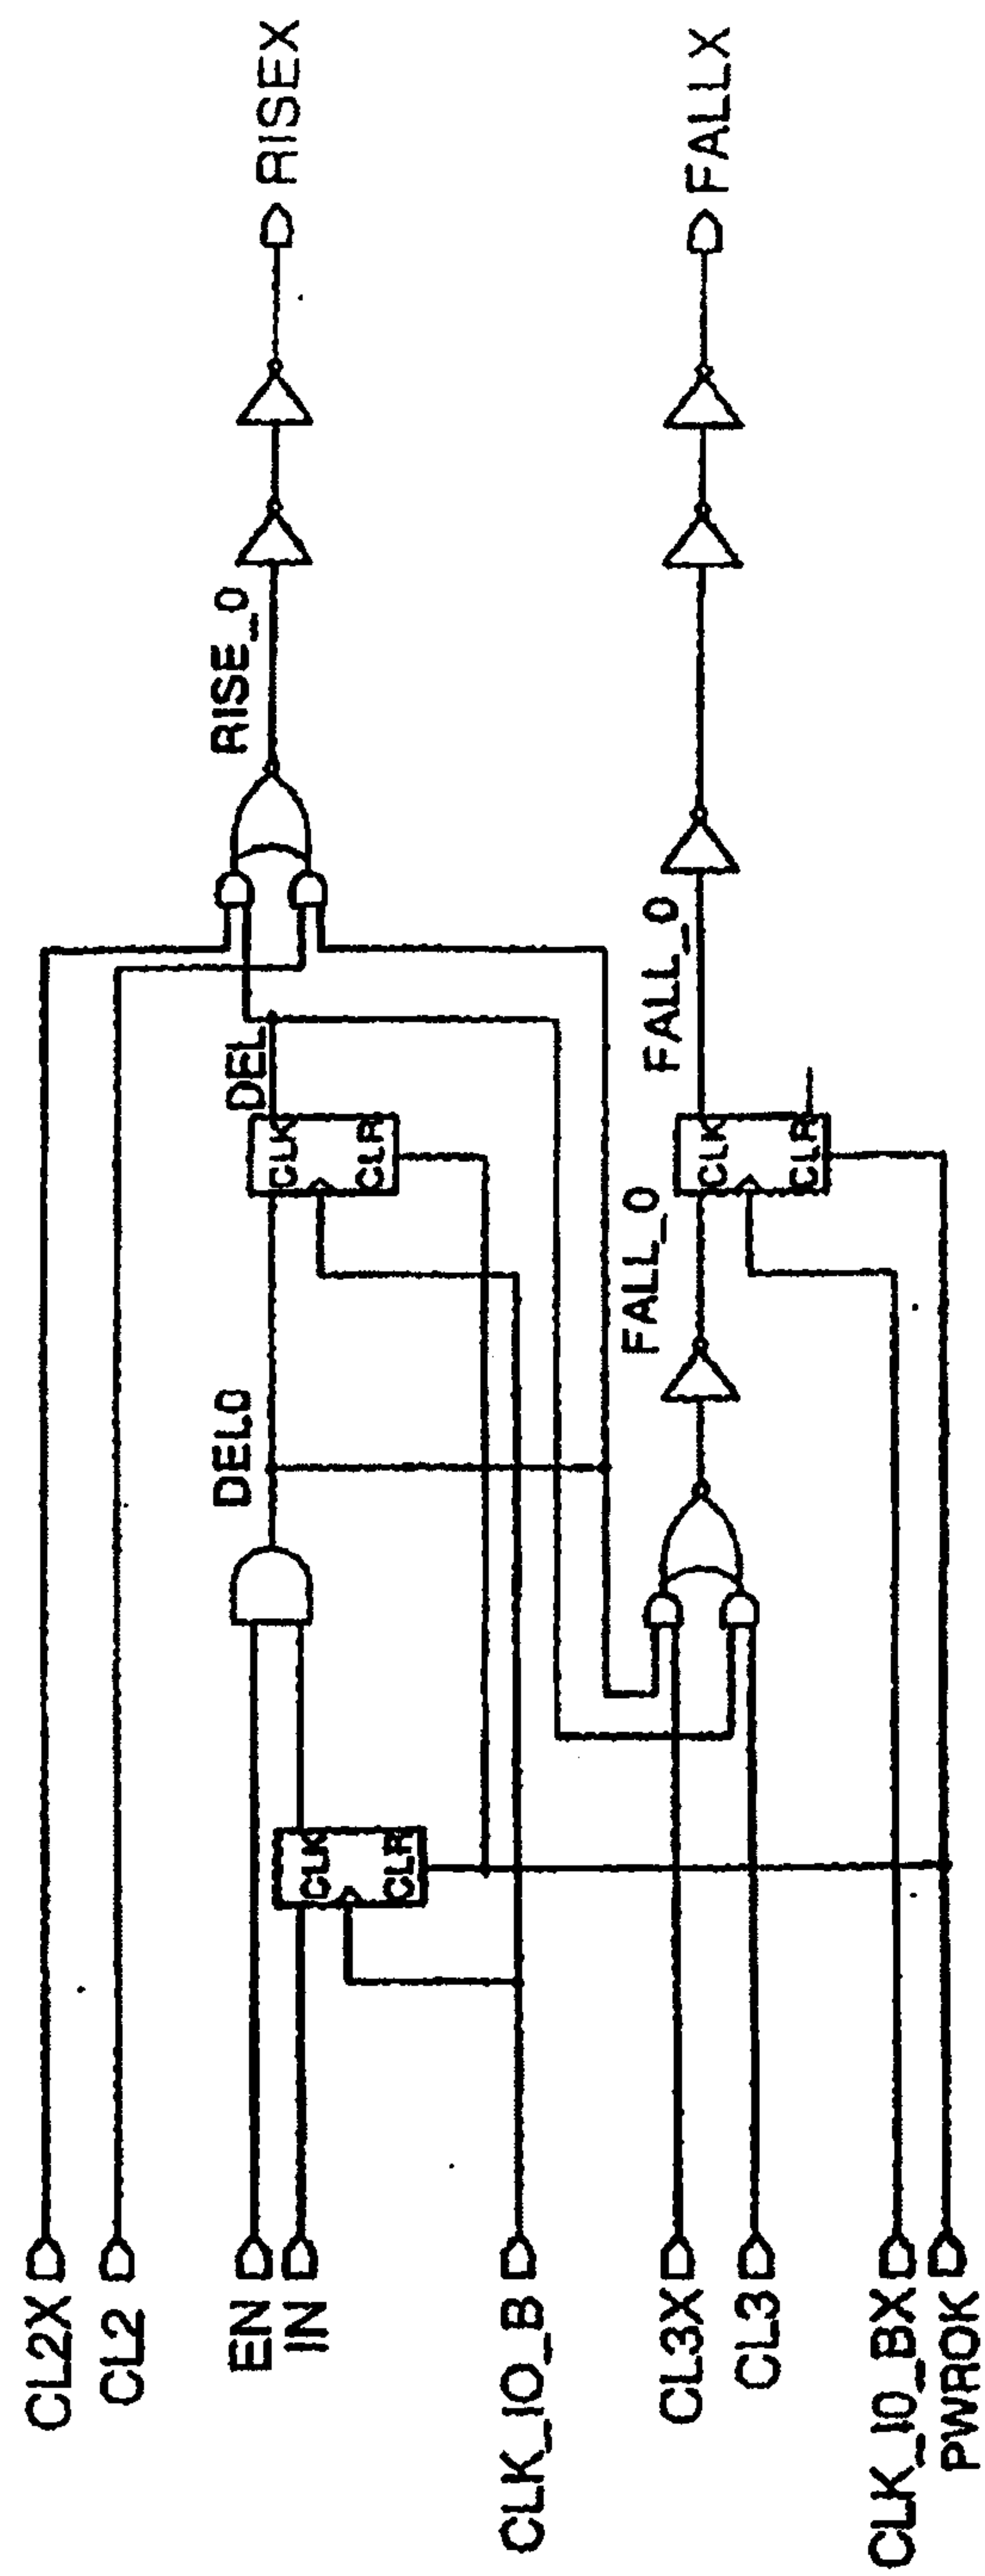 CL2X
CL2
EN
IN
CLK_IO_B
CL3X
CL3
CLK_IO_BX
PWROK
CLK
CLR
DEL0
CLK
CLR
DEL
RISE_0
RISEX
FALL_0
CLK
CLR
FALL_0
FALLX